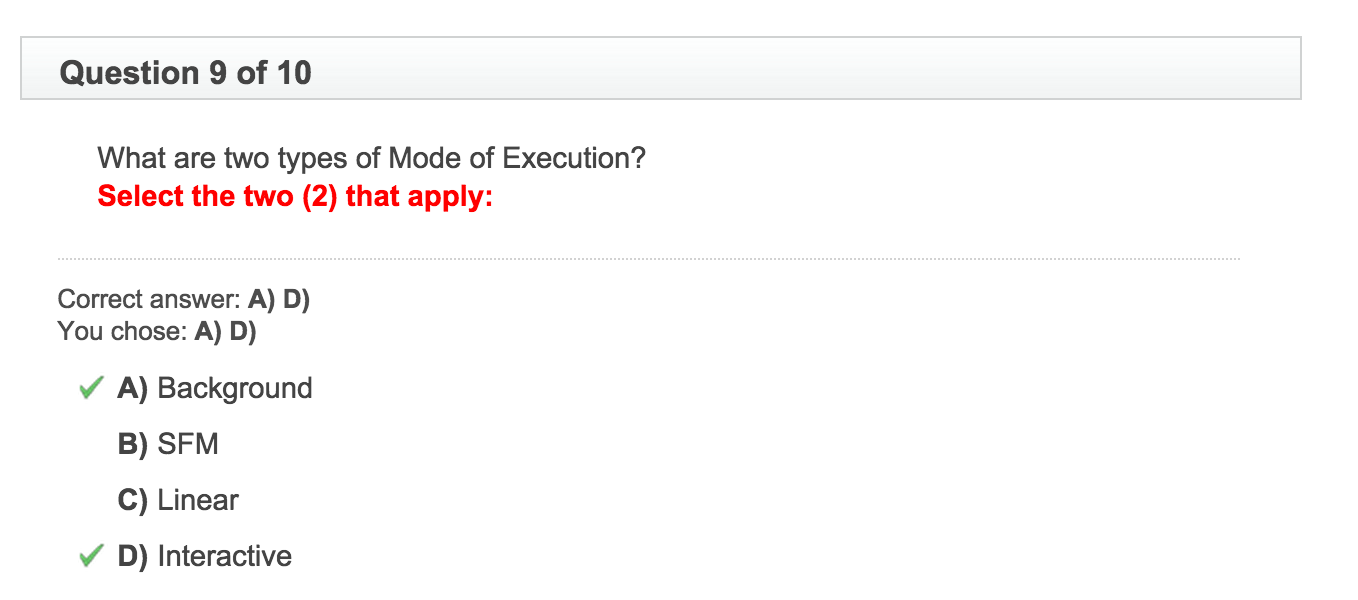 Question 9 of 10
What are two types of Mode of Execution?
Select the two (2) that apply:
Correct answer: A) D)
You chose: A) D)
A) Background
B) SFM
C) Linear
D) Interactive